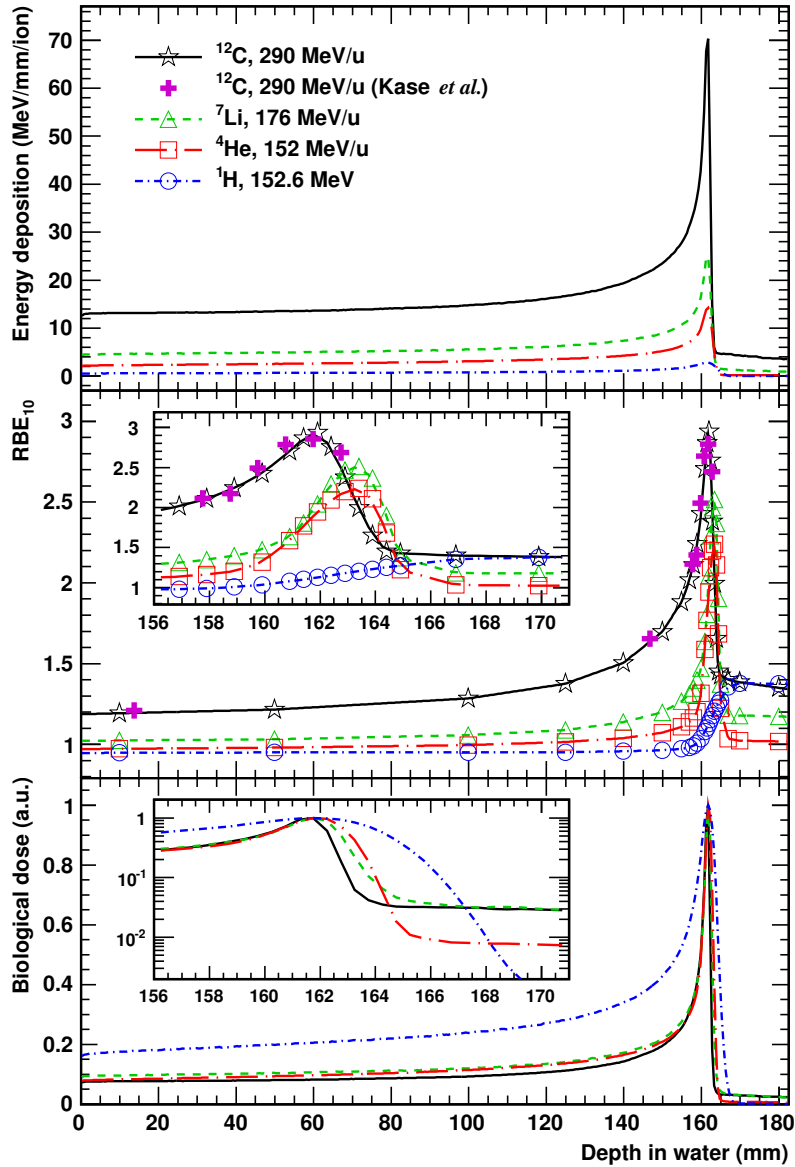 Energy deposition (MeV/mm/ion)
70
60
50
40
30
20
10
0
¹²C, 290 MeV/u
¹²C, 290 MeV/u (Kase et al.)
⁷Li, 176 MeV/u
⁴He, 152 MeV/u
¹H, 152.6 MeV
RBE₁₀
3
2.5
2
1.5
1
3
2.5
2
1.5
1
156 158 160 162 164 166 168 170
Biological dose (a.u.)
1
0.8
0.6
0.4
0.2
0
1
10⁻¹
10⁻²
156 158 160 162 164 166 168 170
0 20 40 60 80 100 120 140 160 180
Depth in water (mm)